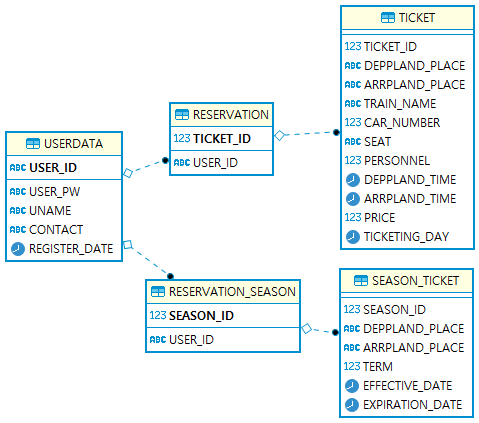 TICKET
123 TICKET_ID
ABC DEPPLAND_PLACE
ABC ARRPLAND_PLACE
ABC TRAIN_NAME
123 CAR_NUMBER
ABC SEAT
123 PERSONNEL
DEPPLAND_TIME
ARRPLAND_TIME
123 PRICE
TICKETING_DAY
RESERVATION
123 TICKET_ID
ABC USER_ID
USERDATA
ABC USER_ID
ABC USER_PW
ABC UNAME
ABC CONTACT
REGISTER_DATE
RESERVATION_SEASON
123 SEASON_ID
ABC USER_ID
SEASON_TICKET
123 SEASON_ID
ABC DEPPLAND_PLACE
ABC ARRPLAND_PLACE
123 TERM
EFFECTIVE_DATE
EXPIRATION_DATE